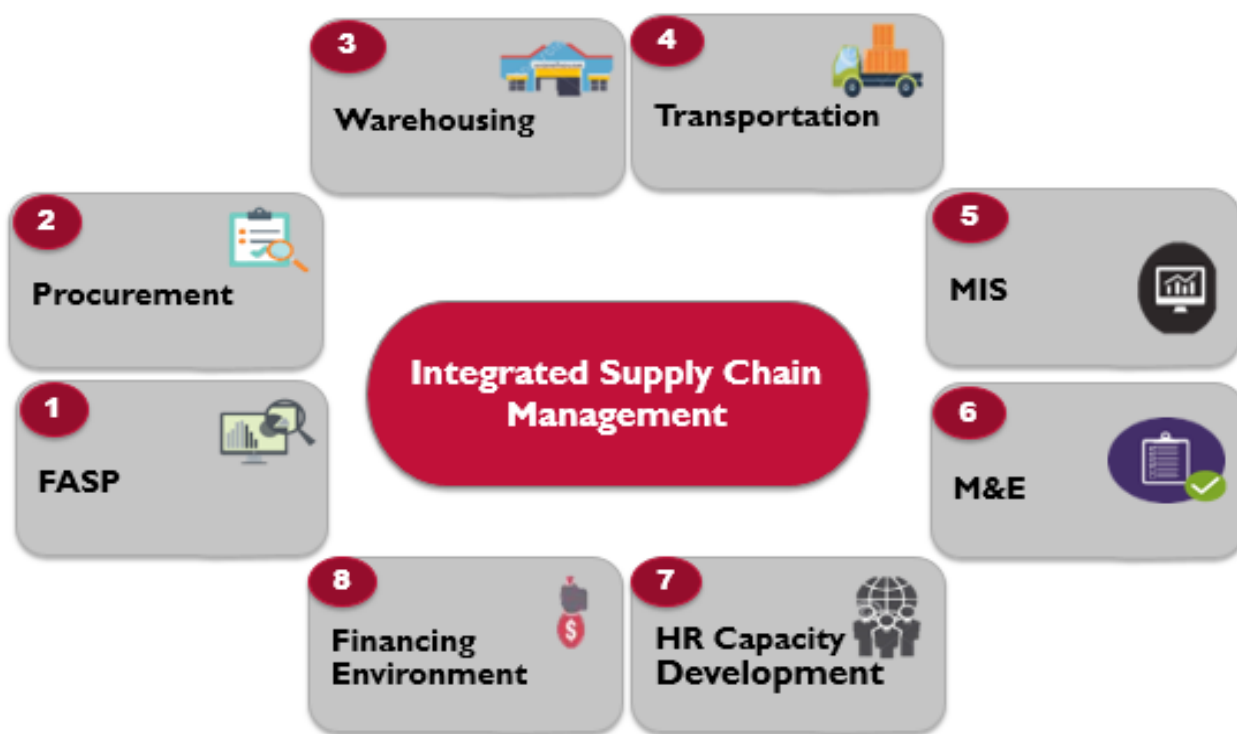 3
Warehousing
4
Transportation
2
Procurement
5
MIS
Integrated Supply Chain
Management
1
FASP
6
M&E
8
Financing
Environment
$
7
HR Capacity
Development